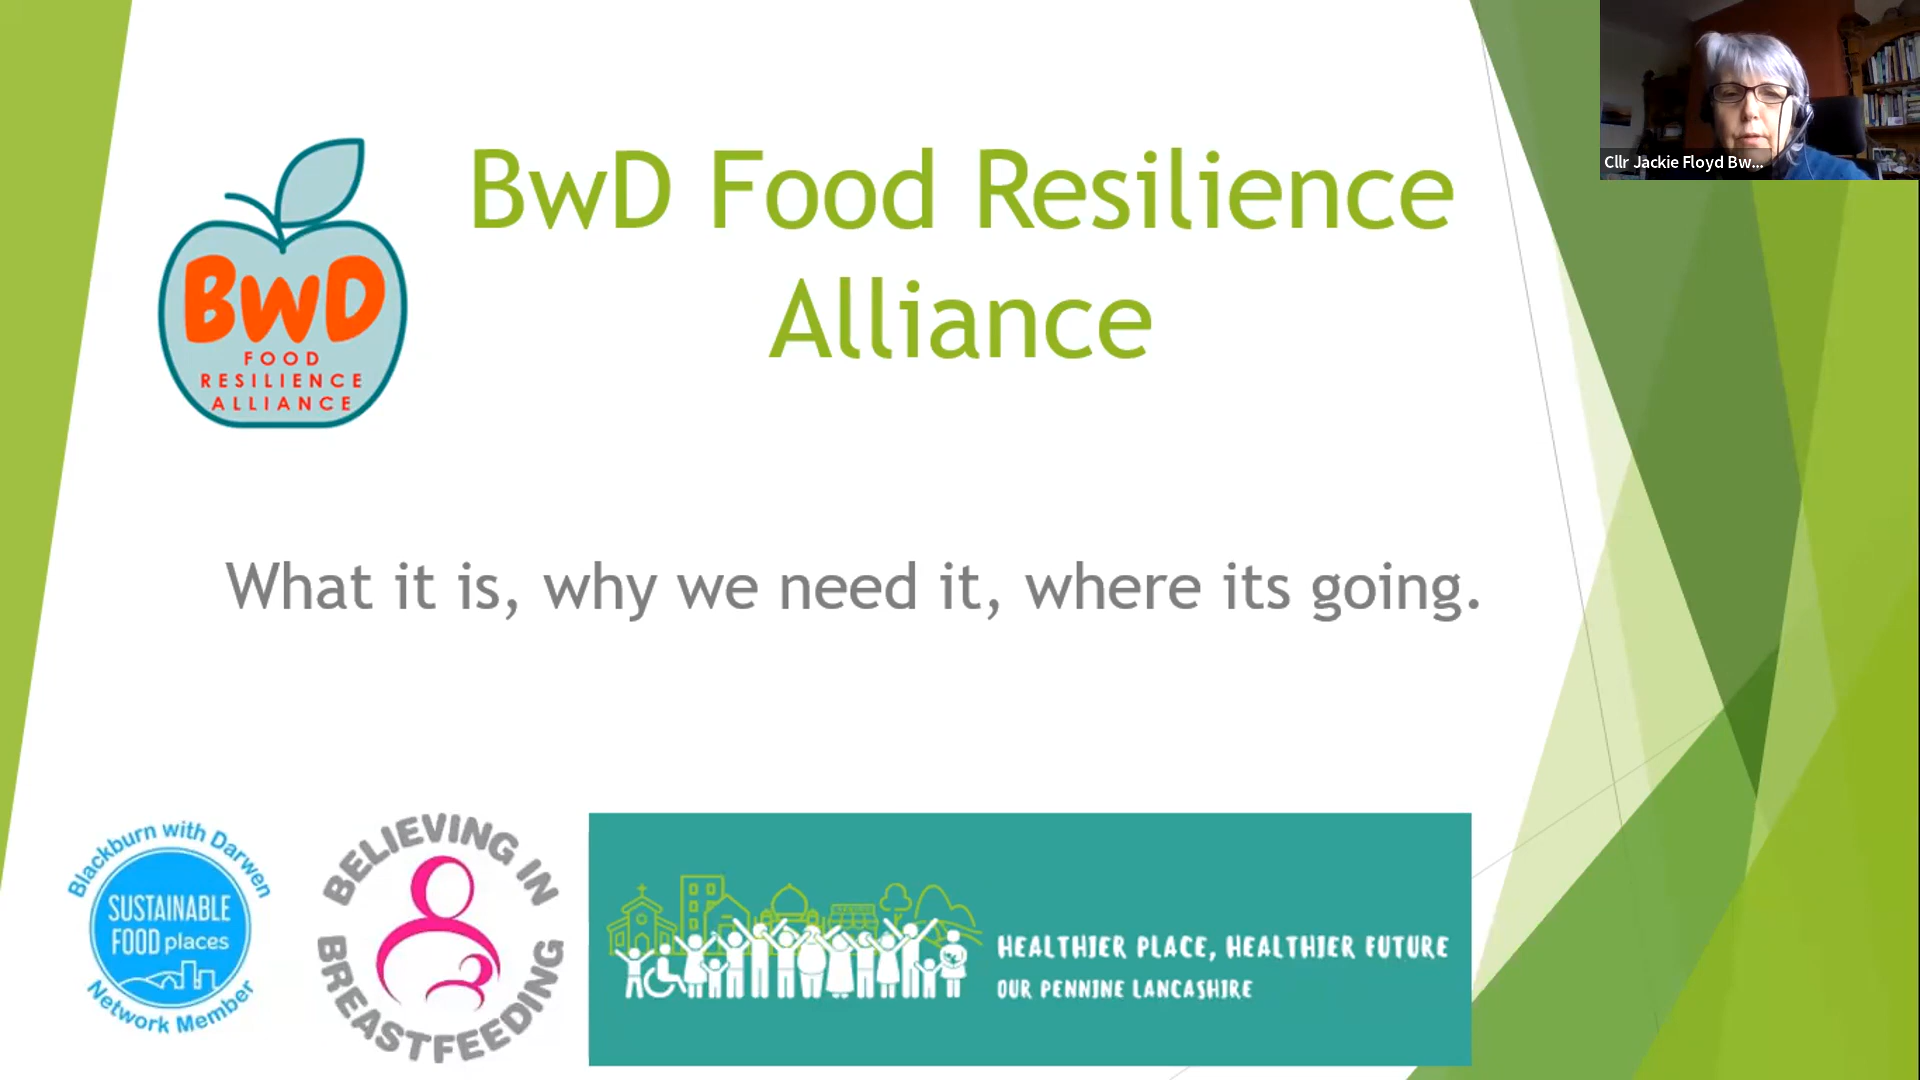 BwD Food Resilience
Alliance
BWD
FOOD
RESILIENCE
ALLIANCE
Cllr Jackie Floyd Bw...
What it is, why we need it, where its going.
Blackburn with Darwen
SUSTAINABLE
FOOD places
Network Member
BELIEVING IN
BREASTFEEDING
HEALTHIER PLACE, HEALTHIER FUTURE
OUR PENNINE LANCASHIRE